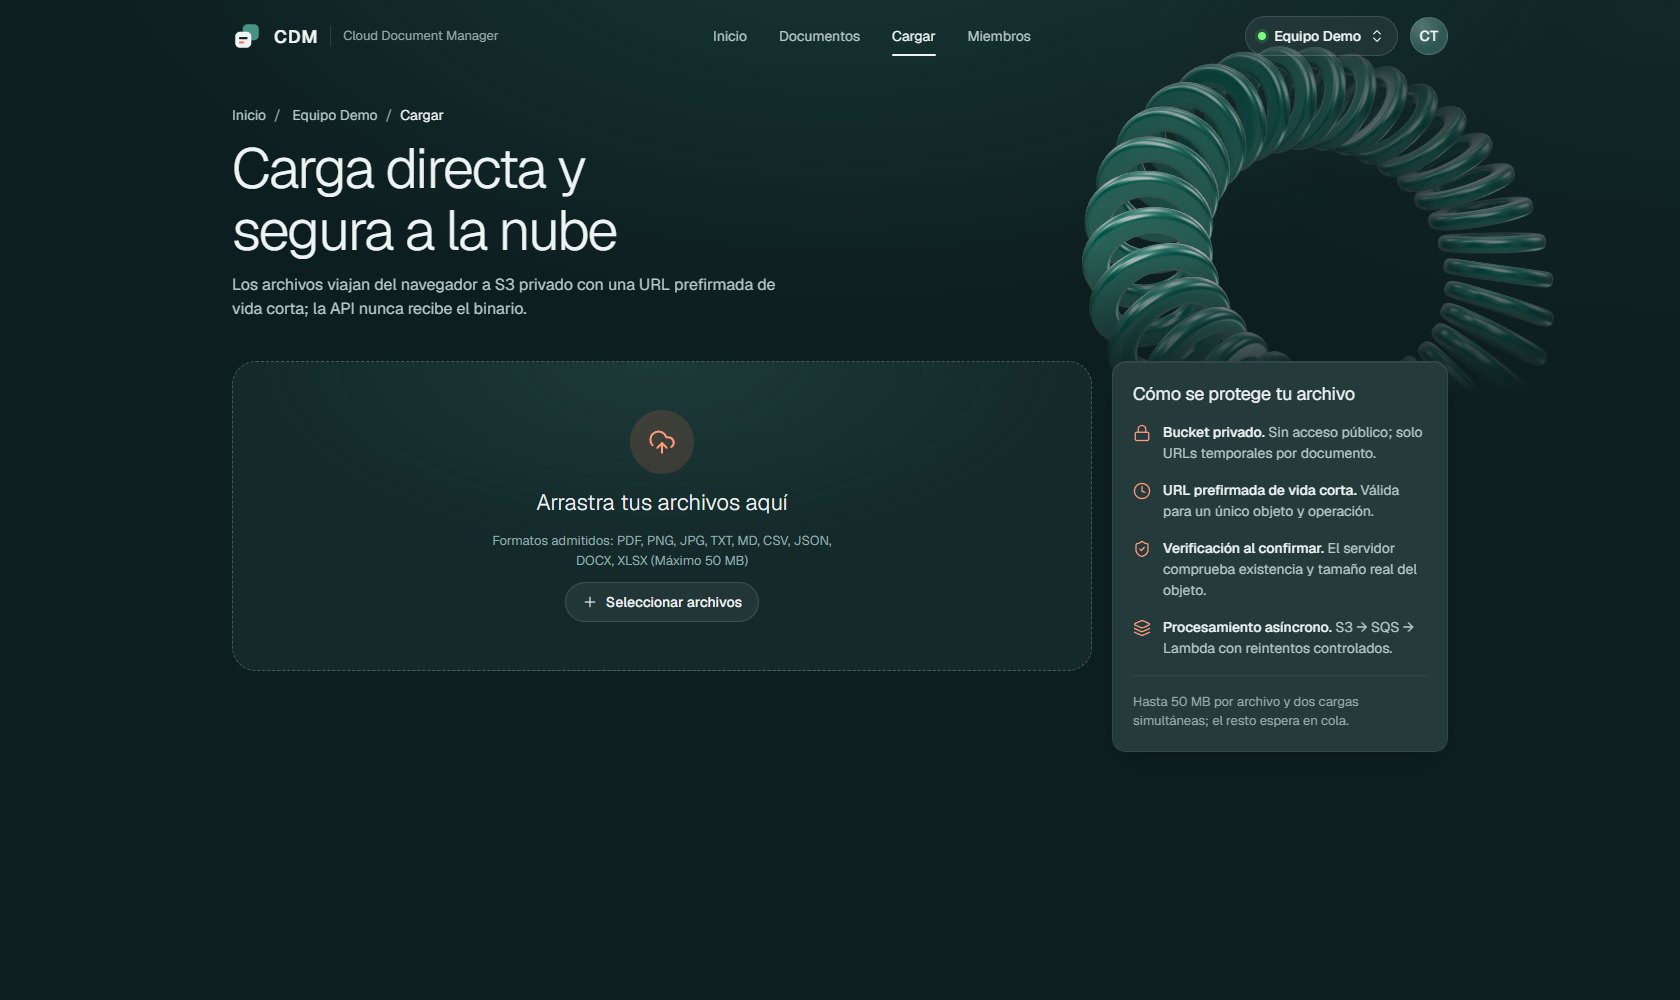 CDM
Cloud Document Manager
Inicio
Documentos
Cargar
Miembros
Equipo Demo
CT
Inicio / Equipo Demo / Cargar
Carga directa y
segura a la nube
Los archivos viajan del navegador a S3 privado con una URL prefirmada de
vida corta; la API nunca recibe el binario.
Arrastra tus archivos aquí
Formatos admitidos: PDF, PNG, JPG, TXT, MD, CSV, JSON,
DOCX, XLSX (Máximo 50 MB)
Seleccionar archivos
Cómo se protege tu archivo
Bucket privado. Sin acceso público; solo
URLs temporales por documento.
URL prefirmada de vida corta. Válida
para un único objeto y operación.
Verificación al confirmar. El servidor
comprueba existencia y tamaño real del
objeto.
Procesamiento asíncrono. S3 → SQS →
Lambda con reintentos controlados.
Hasta 50 MB por archivo y dos cargas
simultáneas; el resto espera en cola.